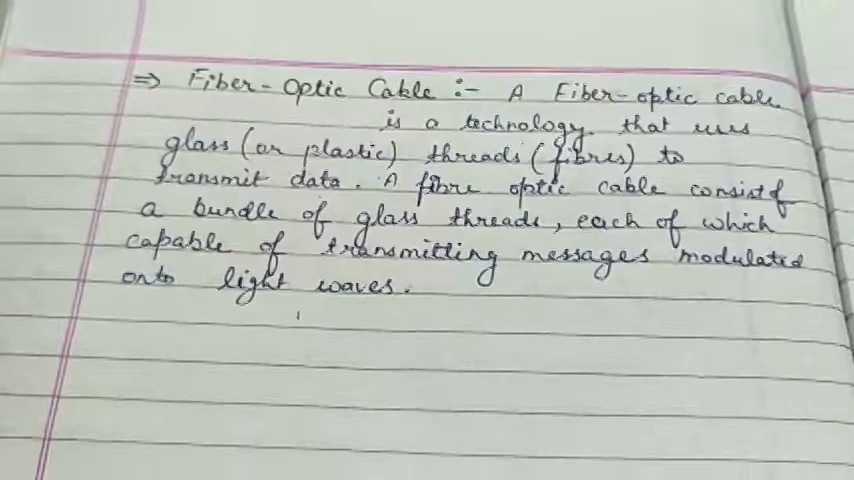 ⇒ Fiber-Optic Cable :- A Fiber-optic cable
is a technology that uses
glass (or plastic) threads (fibres) to
transmit data. A fibre optic cable consist of
a bundle of glass threads, each of which
capable of transmitting messages modulated
onto light waves.